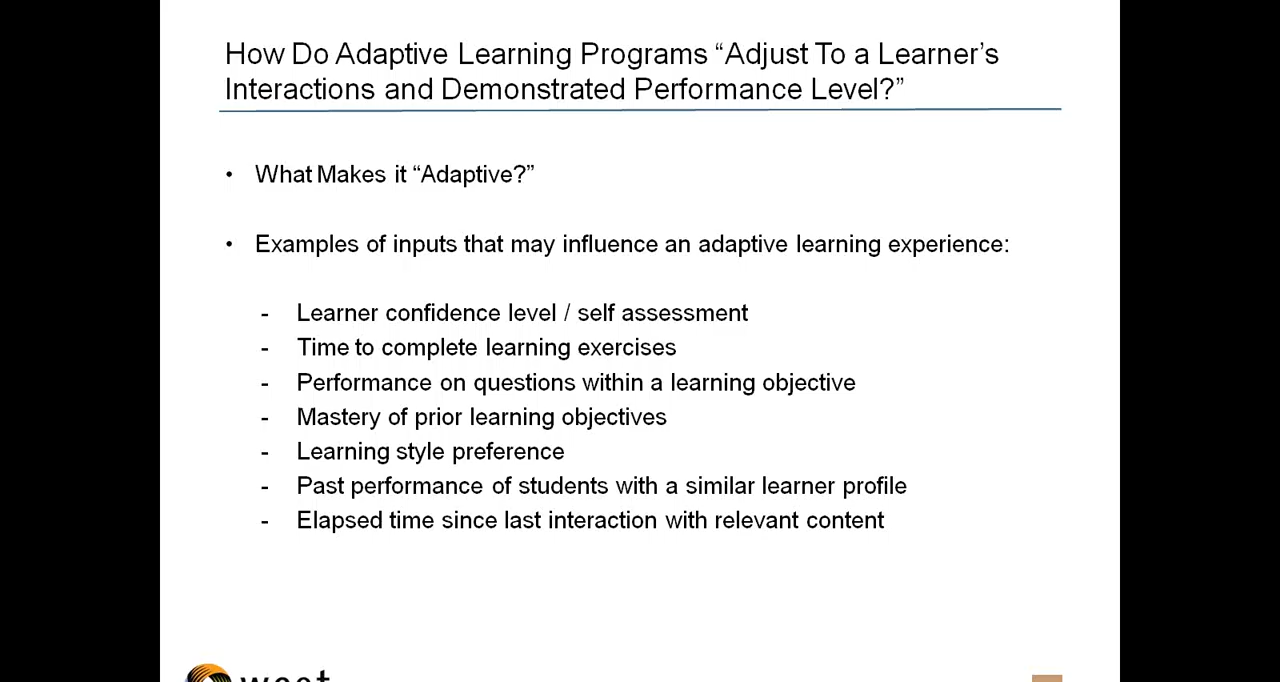 How Do Adaptive Learning Programs “Adjust To a Learner’s
Interactions and Demonstrated Performance Level?”
• What Makes it “Adaptive?”
• Examples of inputs that may influence an adaptive learning experience:
- Learner confidence level / self assessment
- Time to complete learning exercises
- Performance on questions within a learning objective
- Mastery of prior learning objectives
- Learning style preference
- Past performance of students with a similar learner profile
- Elapsed time since last interaction with relevant content